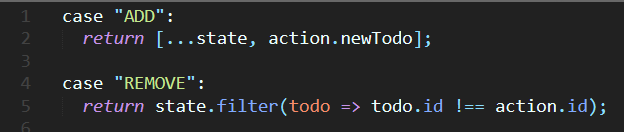 1 case "ADD":
2 return [...state, action.newTodo];
3
4 case "REMOVE":
5 return state.filter(todo => todo.id !== action.id);
6